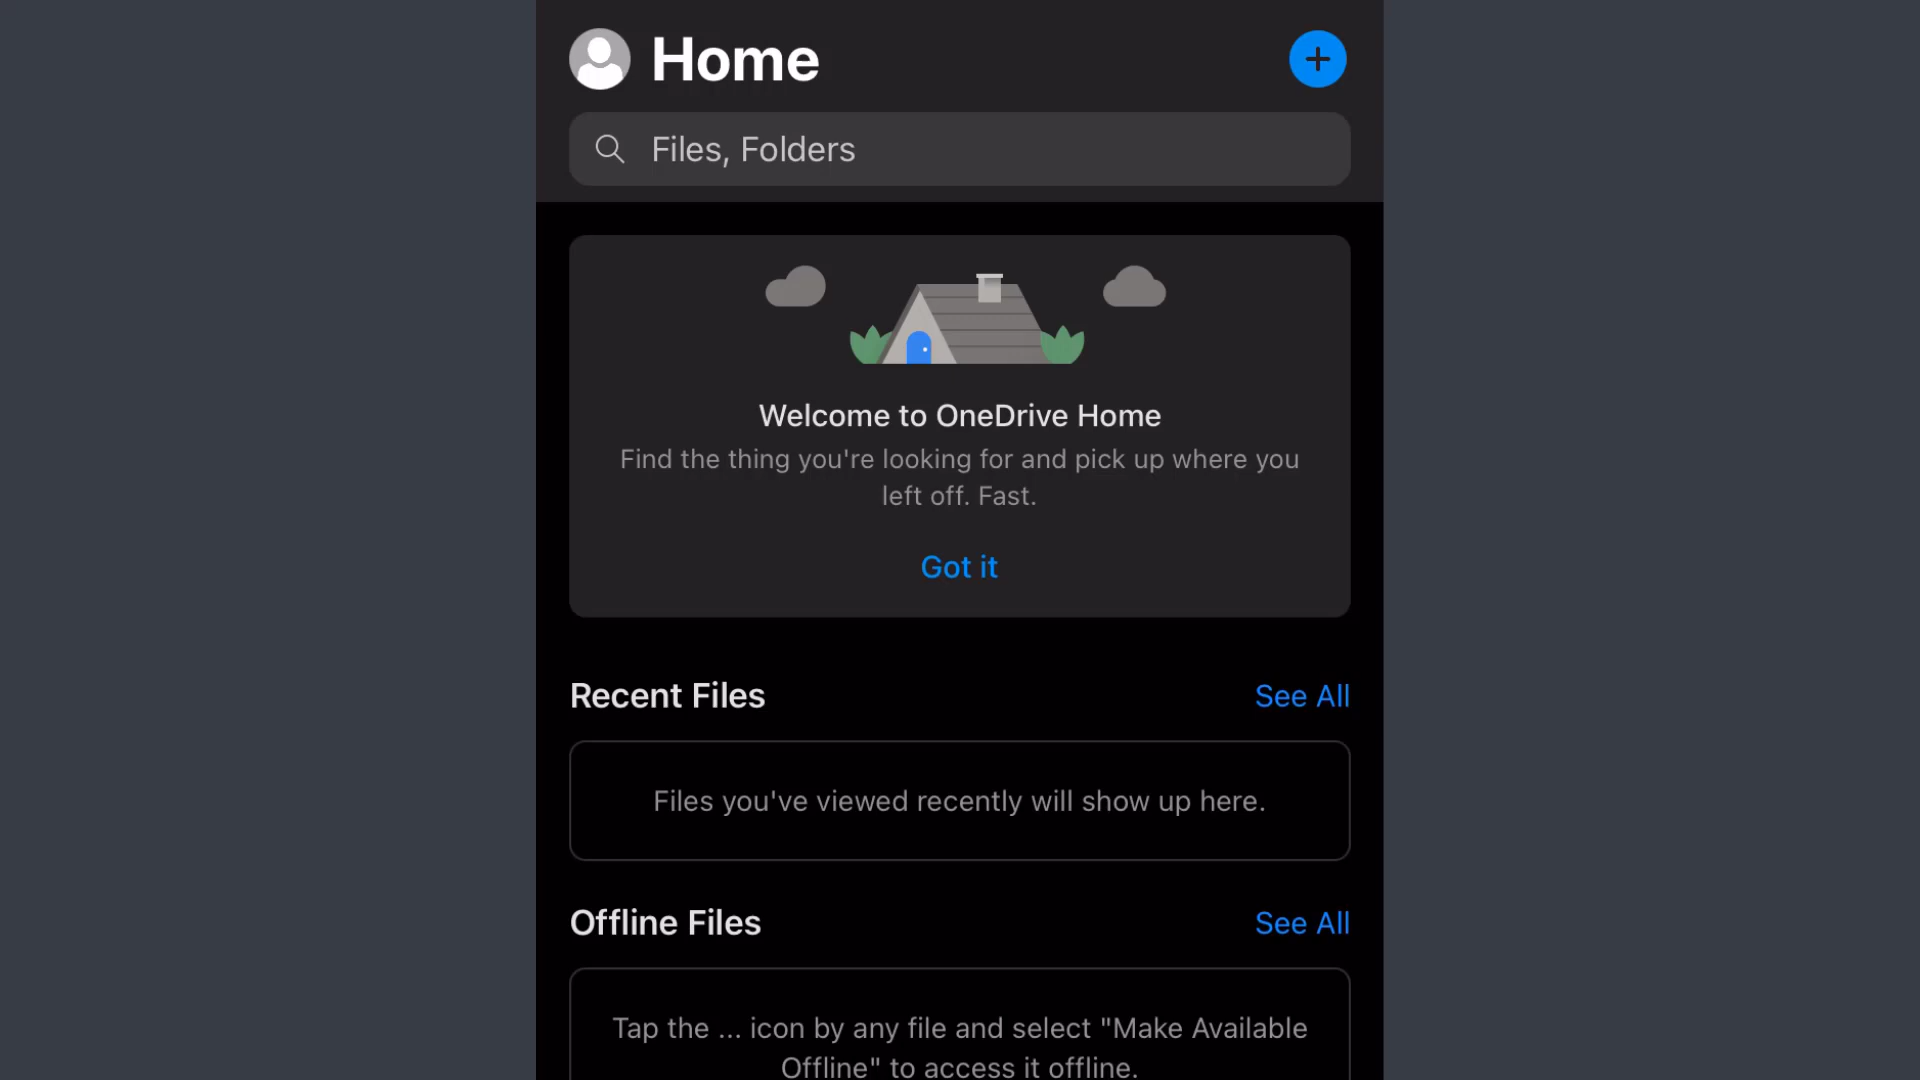 Home
Files, Folders
Welcome to OneDrive Home
Find the thing you're looking for and pick up where you
left off. Fast.
Got it
Recent Files
See All
Files you've viewed recently will show up here.
Offline Files
See All
Tap the ... icon by any file and select "Make Available
Offline" to access it offline.